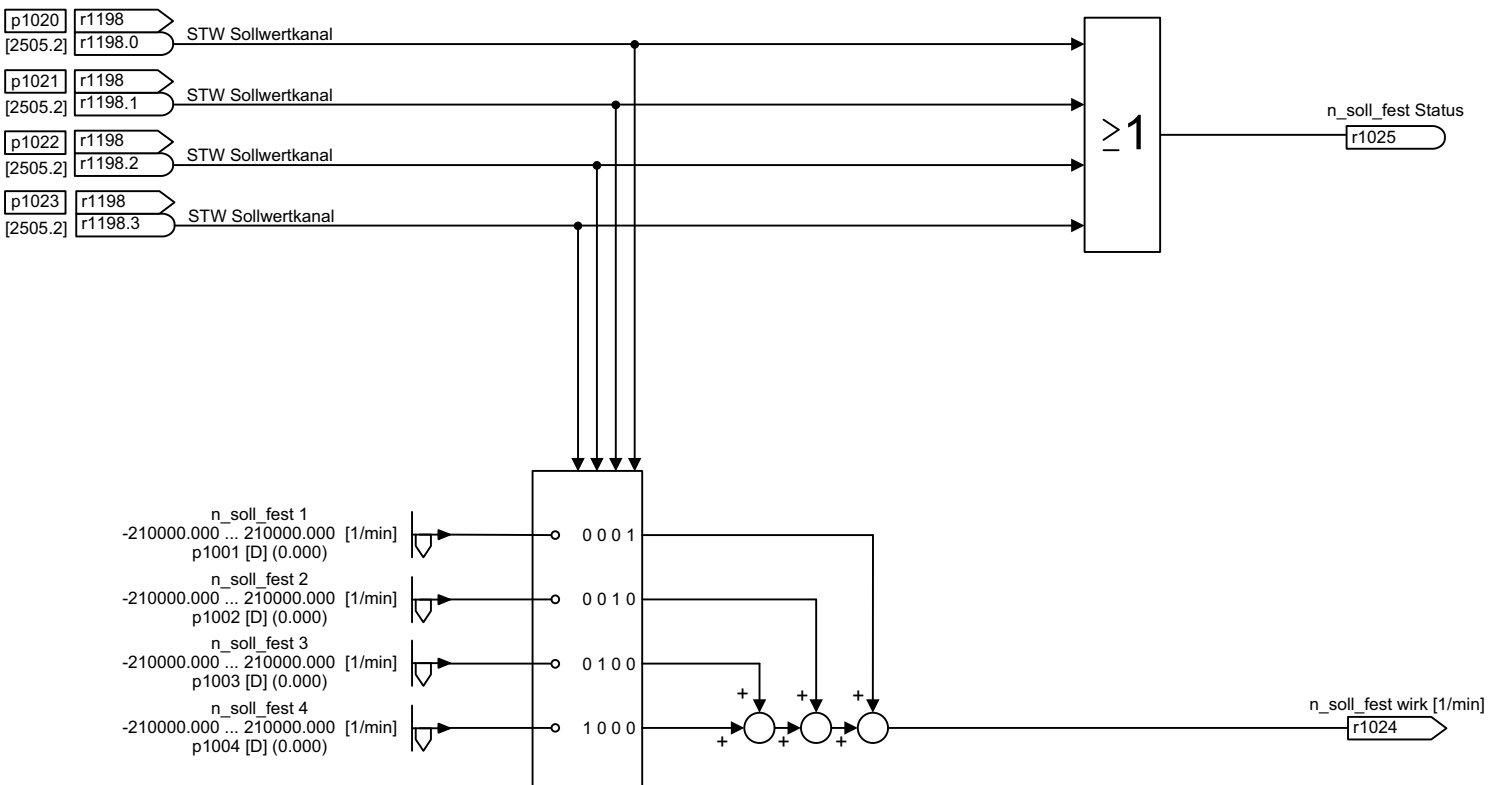 p1020 r1198
[2505.2] r1198.0 STW Sollwertkanal
p1021 r1198
[2505.2] r1198.1 STW Sollwertkanal
p1022 r1198
[2505.2] r1198.2 STW Sollwertkanal
p1023 r1198
[2505.2] r1198.3 STW Sollwertkanal
≥1
n_soll_fest Status
r1025
n_soll_fest 1
-210000.000 ... 210000.000 [1/min]
p1001 [D] (0.000)
0 0 0 1
n_soll_fest 2
-210000.000 ... 210000.000 [1/min]
p1002 [D] (0.000)
0 0 1 0
n_soll_fest 3
-210000.000 ... 210000.000 [1/min]
p1003 [D] (0.000)
0 1 0 0
n_soll_fest 4
-210000.000 ... 210000.000 [1/min]
p1004 [D] (0.000)
1 0 0 0
+ + +
+ + +
n_soll_fest wirk [1/min]
r1024